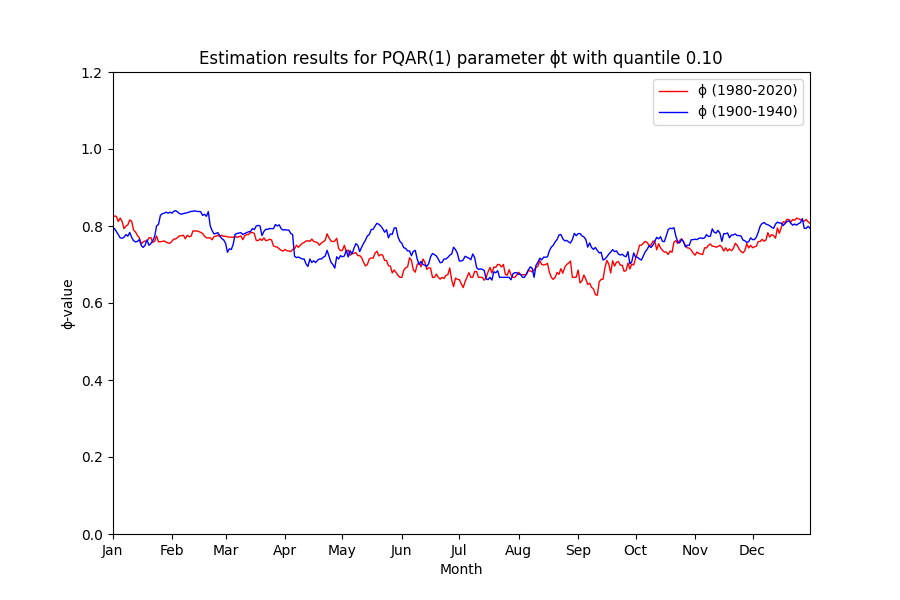 Estimation results for PQAR(1) parameter ϕt with quantile 0.10
1.2
1.0
0.8
0.6
0.4
0.2
0.0
ϕ-value
ϕ (1980-2020)
ϕ (1900-1940)
Jan Feb Mar Apr May Jun Jul Aug Sep Oct Nov Dec
Month